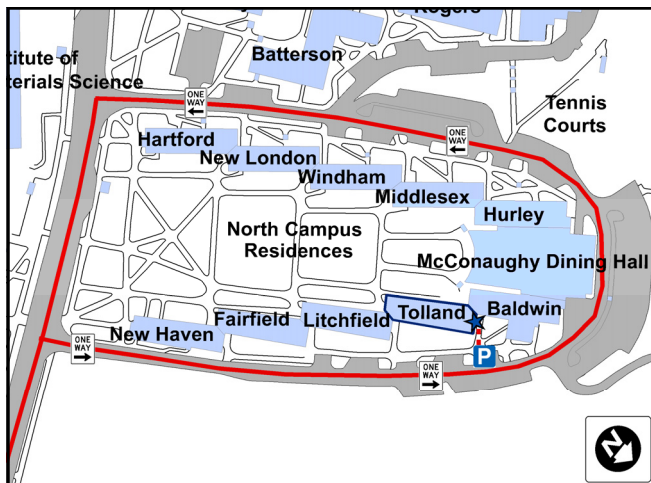 Rogers
Batterson
titute of
terials Science
ONE
WAY
Tennis
Courts
ONE
WAY
Hartford
New London
Windham
Middlesex
Hurley
North Campus
Residences
McConaughy Dining Hall
Tolland
Baldwin
Litchfield
Fairfield
New Haven
ONE
WAY
P
ONE
WAY
N